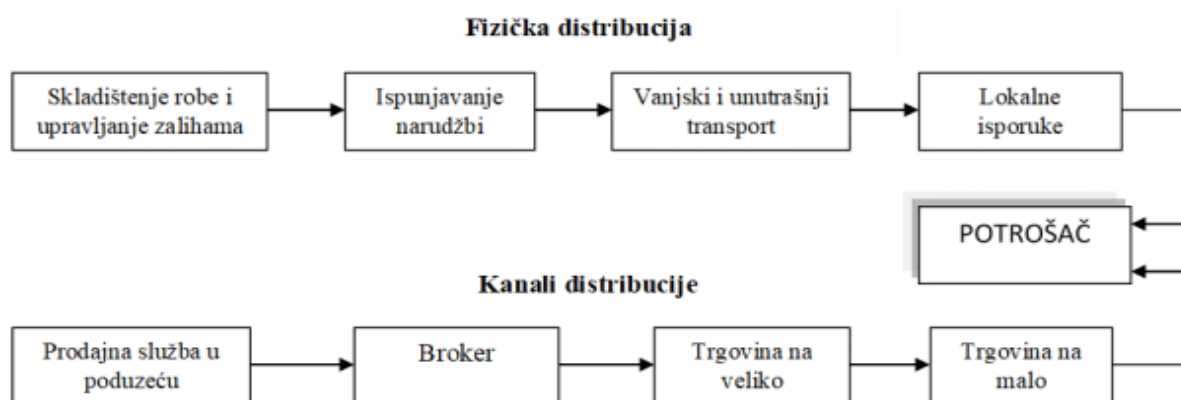 Fizička distribucija
Skladištenje robe i
upravljanje zalihama
Ispunjavanje
narudžbi
Vanjski i unutrašnji
transport
Lokalne
isporuke
POTROŠAČ
Kanali distribucije
Prodajna služba u
poduzeću
Broker
Trgovina na
veliko
Trgovina na
malo